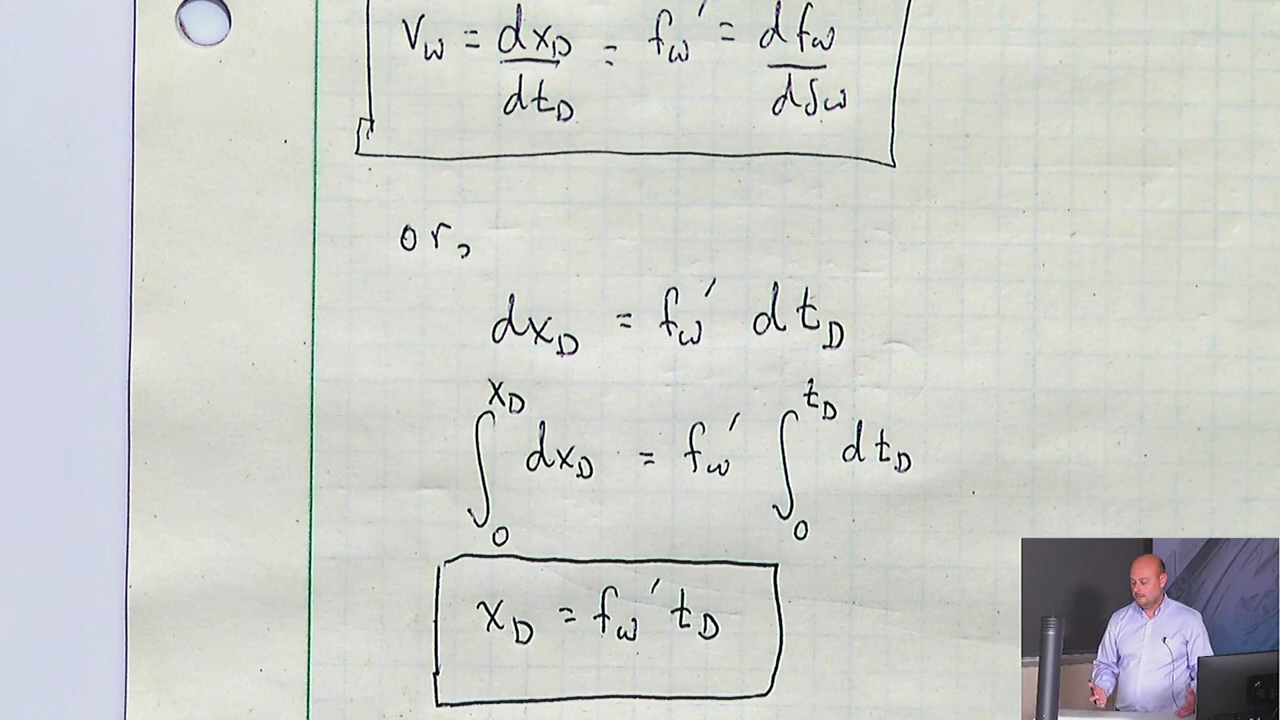 v_w = dx_D/dt_D = f_w' = df_w/dS_w
or,
dx_D = f_w' dt_D
∫_0^{x_D} dx_D = f_w' ∫_0^{t_D} dt_D
x_D = f_w' t_D